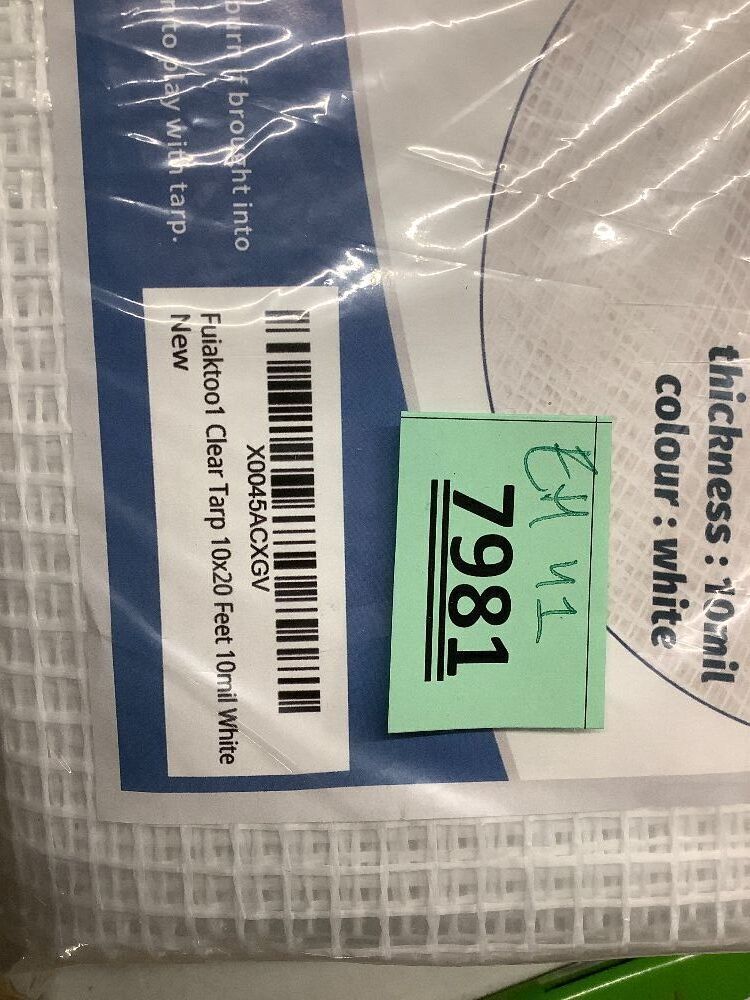 burn if brought into
to play with tarp.
X0045ACXGV
Fuiaktoo1 Clear Tarp 10x20 Feet 10mil White
New
7981
thickness : 10mil
colour : white